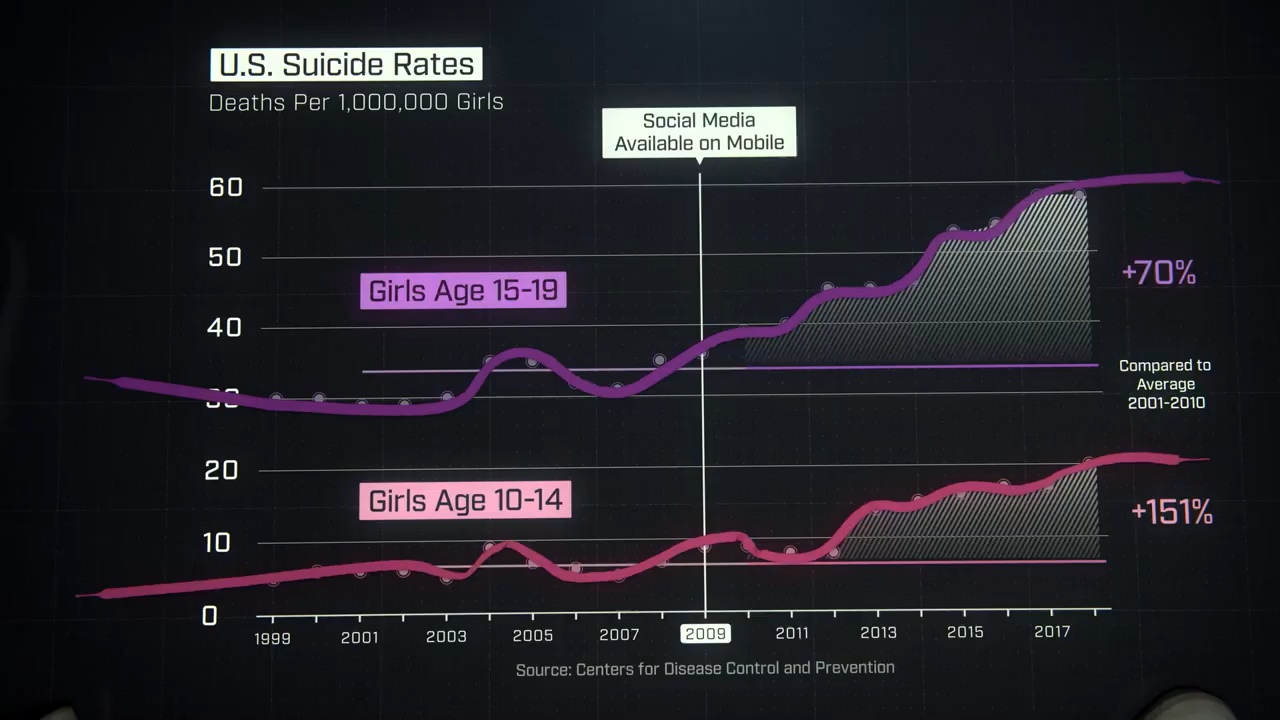 U.S. Suicide Rates
Deaths Per 1,000,000 Girls
Social Media
Available on Mobile
60
50
40
30
20
10
0
Girls Age 15-19
Girls Age 10-14
+70%
Compared to
Average
2001-2010
+151%
1999 2001 2003 2005 2007 2009 2011 2013 2015 2017
Source: Centers for Disease Control and Prevention